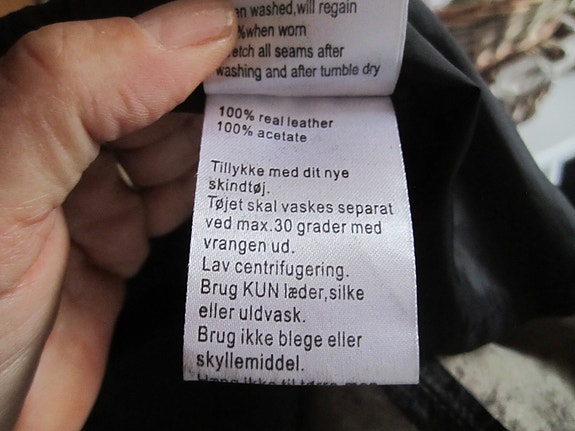 washed,will regain
%when worn
all seams after
washing and after tumble dry
100% real leather
100% acetate
Tillykke med dit nye
skindtøj.
Tøjet skal vaskes separat
ved max.30 grader med
vrangen ud.
Lav centrifugering.
Brug KUN læder,silke
eller uldvask.
Brug ikke blege eller
skyllemiddel.